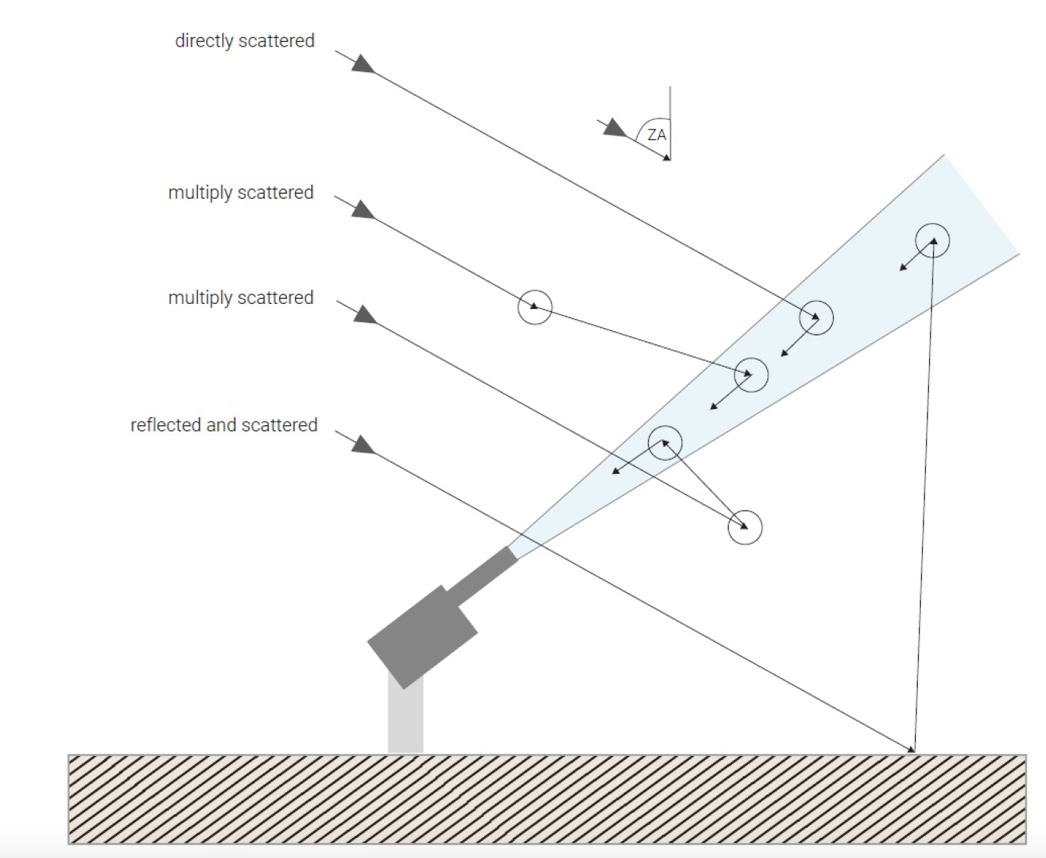 directly scattered
ZA
multiply scattered
multiply scattered
reflected and scattered